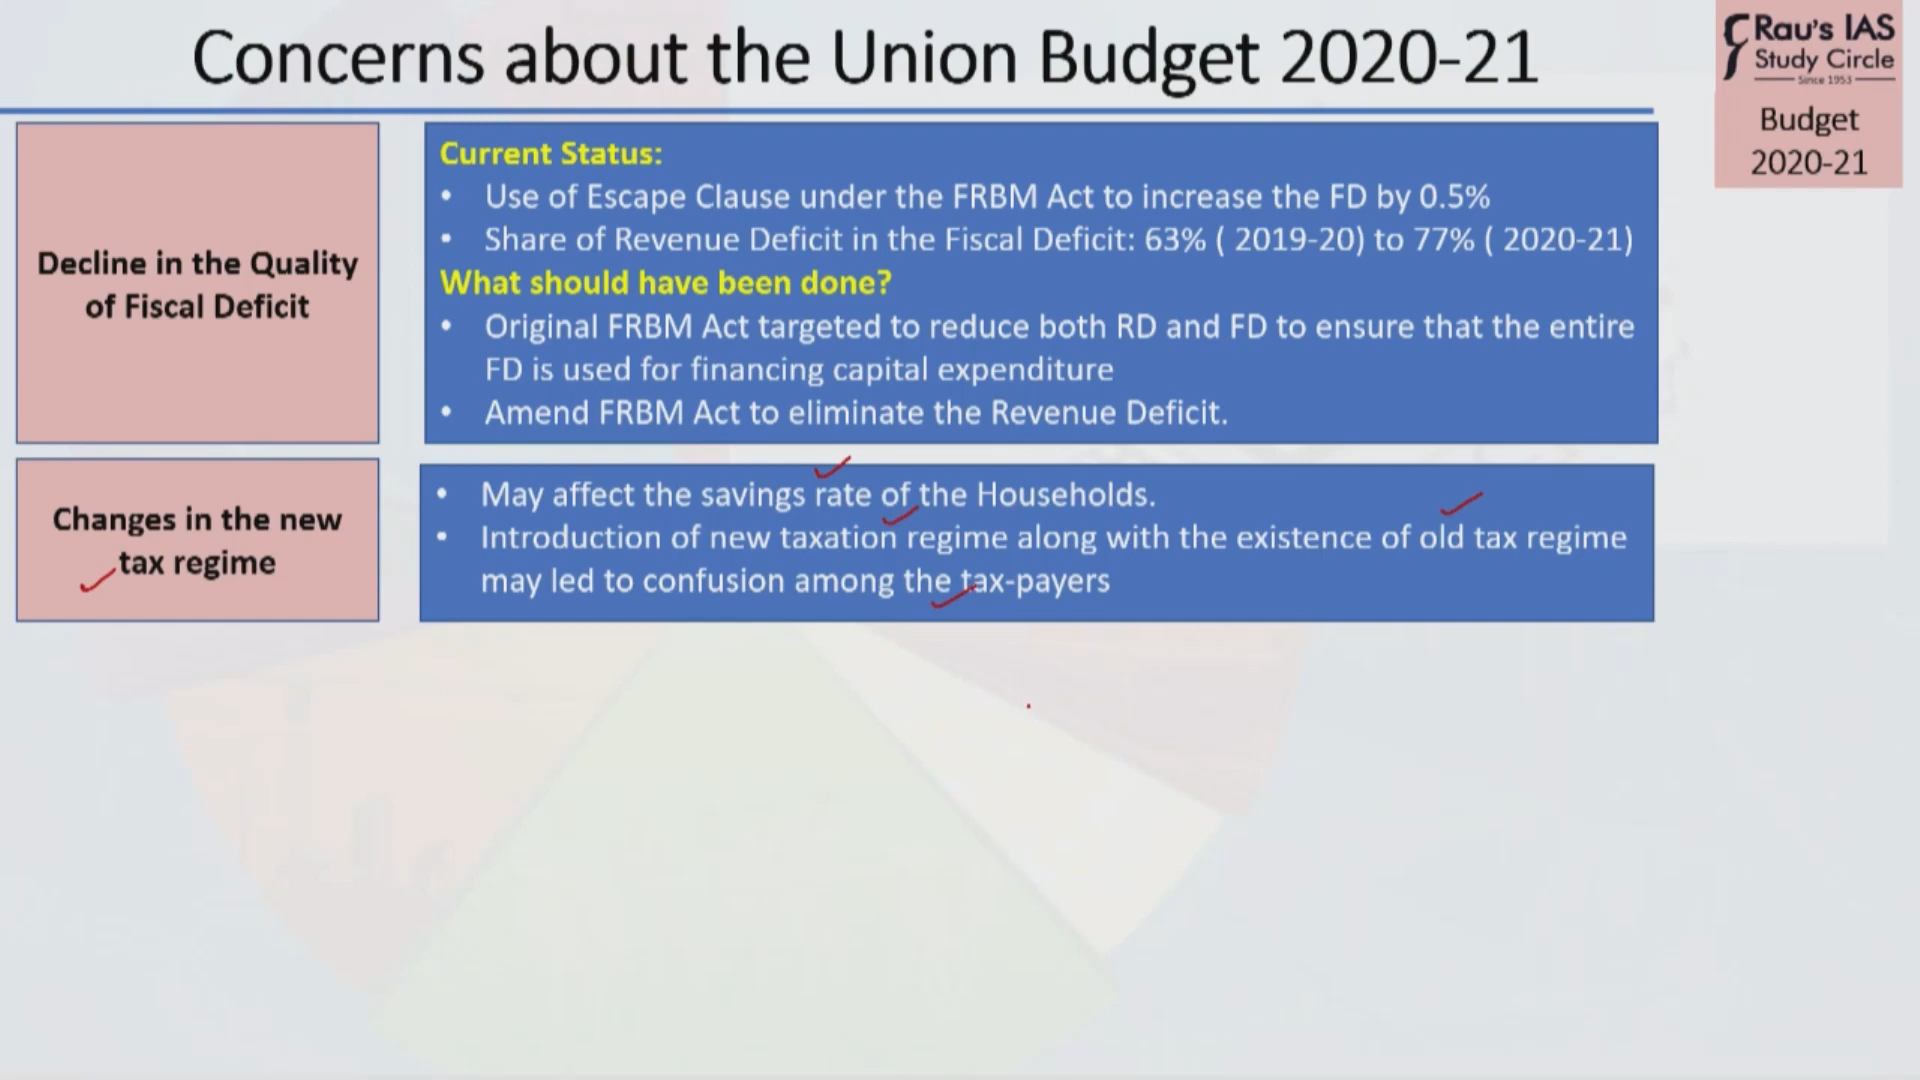 Concerns about the Union Budget 2020-21
Rau's IAS
Study Circle
Since 1953
Budget
2020-21
Decline in the Quality
of Fiscal Deficit
Current Status:
• Use of Escape Clause under the FRBM Act to increase the FD by 0.5%
• Share of Revenue Deficit in the Fiscal Deficit: 63% ( 2019-20) to 77% ( 2020-21)
What should have been done?
• Original FRBM Act targeted to reduce both RD and FD to ensure that the entire
FD is used for financing capital expenditure
• Amend FRBM Act to eliminate the Revenue Deficit.
Changes in the new
tax regime
• May affect the savings rate of the Households.
• Introduction of new taxation regime along with the existence of old tax regime
may led to confusion among the tax-payers